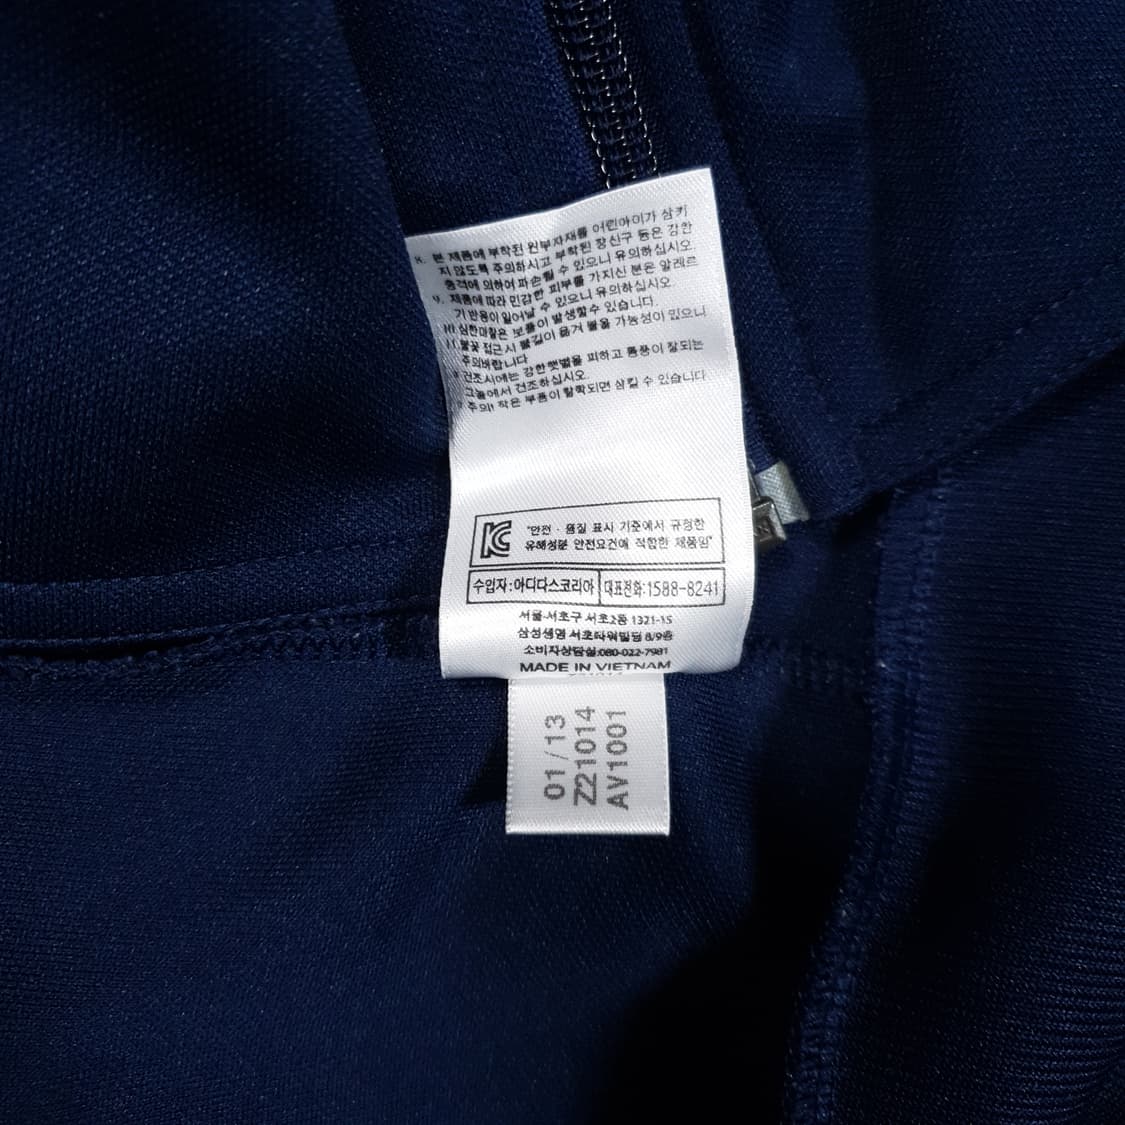 8. 본 제품에 부착된 원부자재를 어린아이가 삼키
지 않도록 주의하시고 부착된 장신구 등은 강한
충격에 의하여 파손될 수 있으니 유의하십시오.
9. 제품에 따라 민감한 피부를 가지신 분은 알레르
기 반응이 일어날 수 있으니 유의하십시오.
10. 심한마찰은 보풀이 발생할수 있습니다.
11. 불꽃 접근시 불길이 옮겨 붙을 가능성이 있으니
주의바랍니다
* 건조시에는 강한햇볕을 피하고 통풍이 잘되는
그늘에서 건조하십시오.
* 주의! 작은 부품이 탈락되면 삼킬 수 있습니다
KC
"안전 · 품질 표시 기준에서 규정한
유해성분 안전요건에 적합한 제품임"
수입자:아디다스코리아 대표전화:1588-8241
서울 서초구 서초2동 1321-15
삼성생명 서초타워빌딩 8/9층
소비자상담실:080-022-7981
MADE IN VIETNAM
01/13
Z21014
AV1001